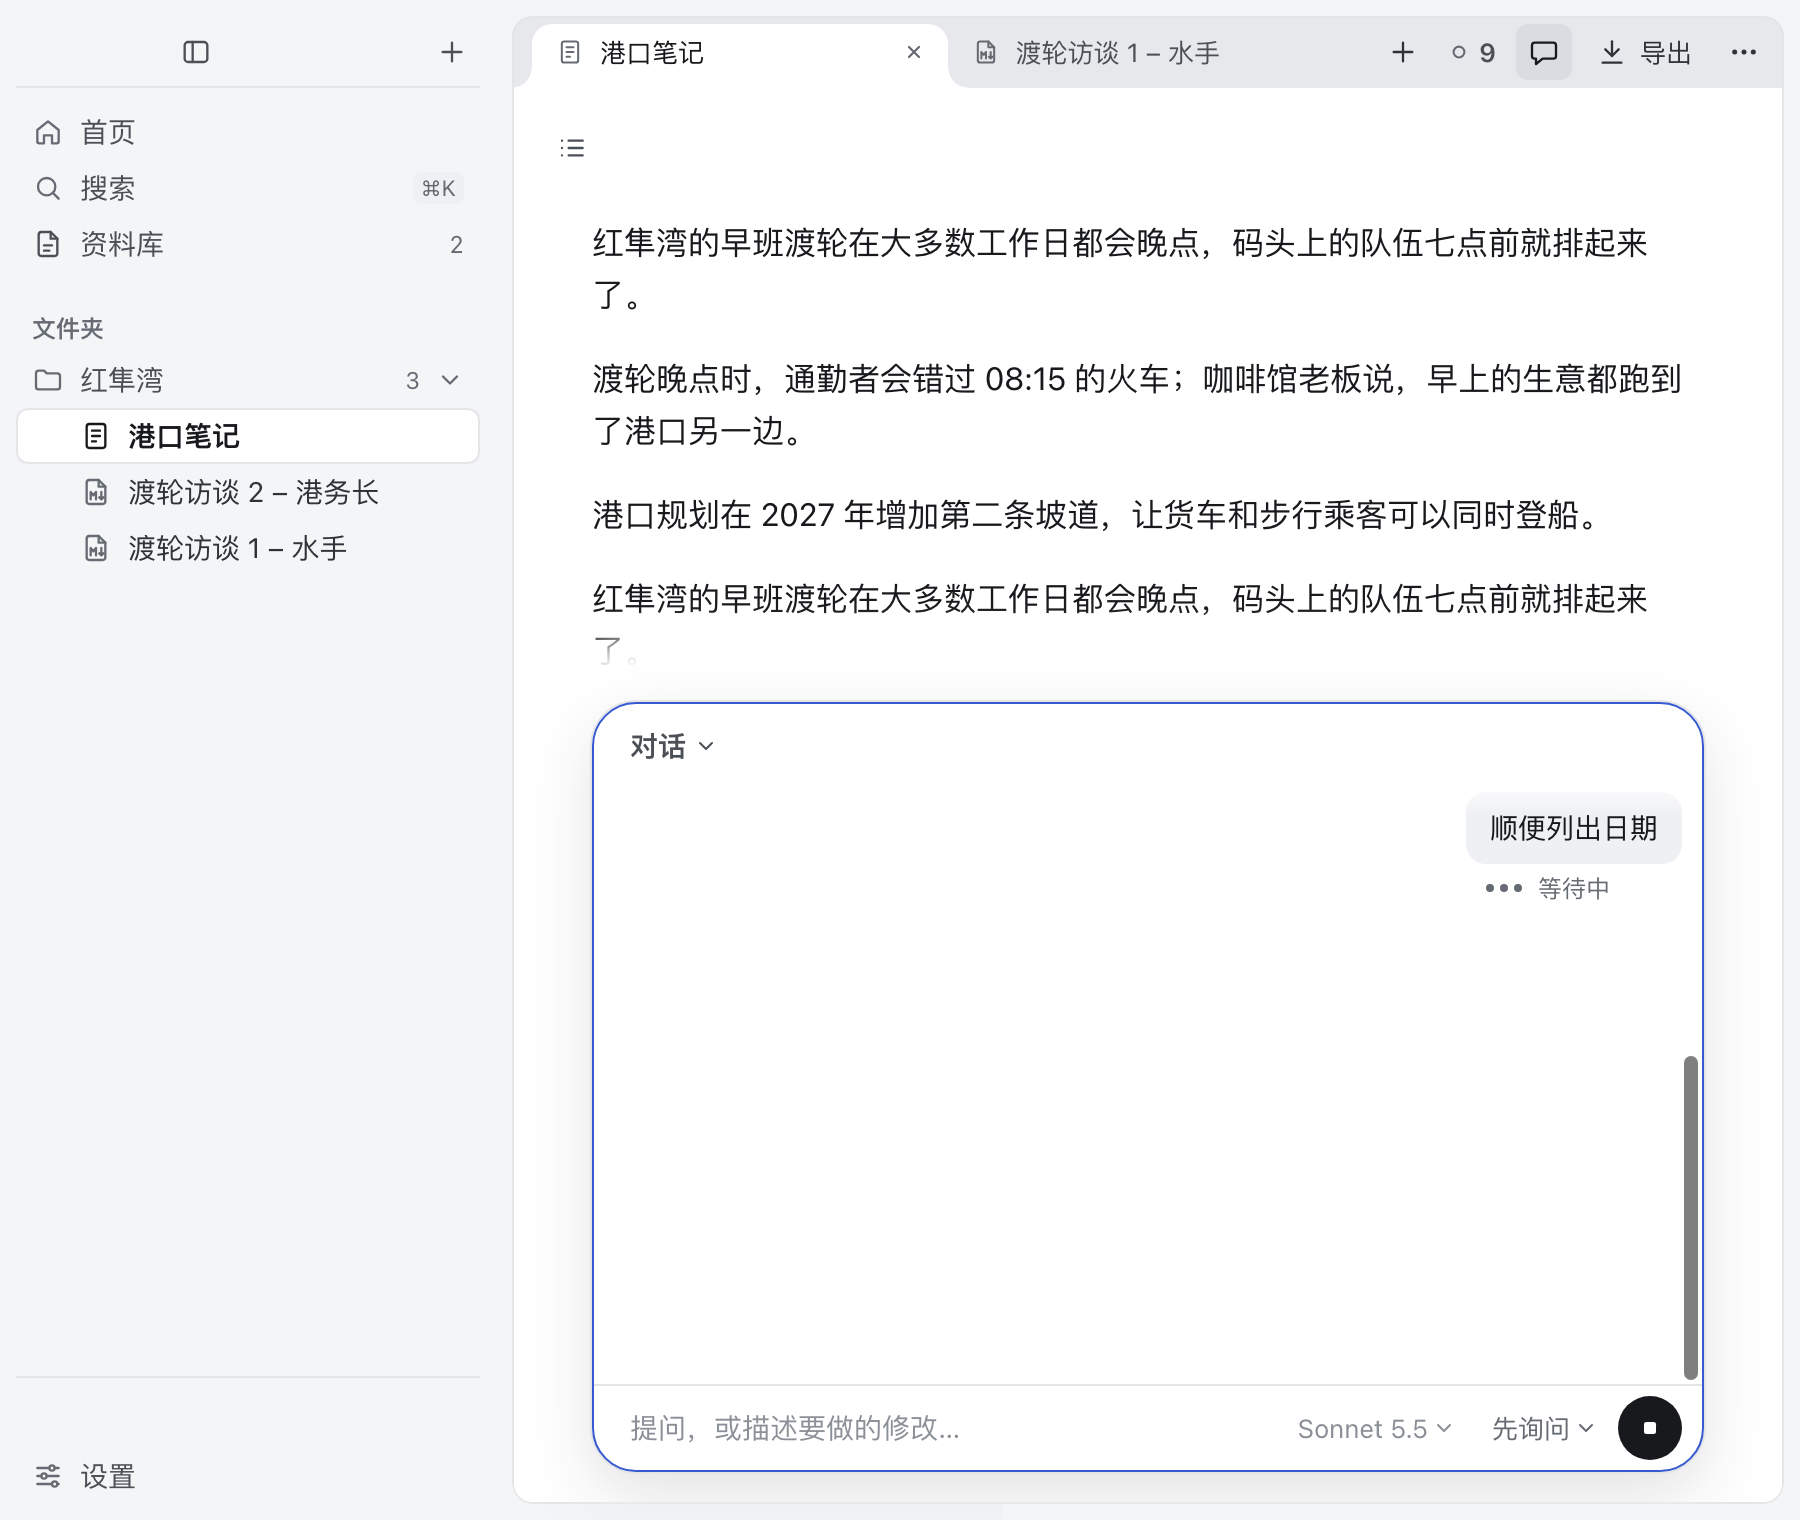 首页
搜索 ⌘K
资料库 2
文件夹
红隼湾 3
港口笔记
渡轮访谈 2 – 港务长
渡轮访谈 1 – 水手
设置
港口笔记
渡轮访谈 1 – 水手
9
导出
红隼湾的早班渡轮在大多数工作日都会晚点，码头上的队伍七点前就排起来
了。
渡轮晚点时，通勤者会错过 08:15 的火车；咖啡馆老板说，早上的生意都跑到
了港口另一边。
港口规划在 2027 年增加第二条坡道，让货车和步行乘客可以同时登船。
红隼湾的早班渡轮在大多数工作日都会晚点，码头上的队伍七点前就排起来
了。
对话
顺便列出日期
等待中
提问，或描述要做的修改...
Sonnet 5.5
先询问